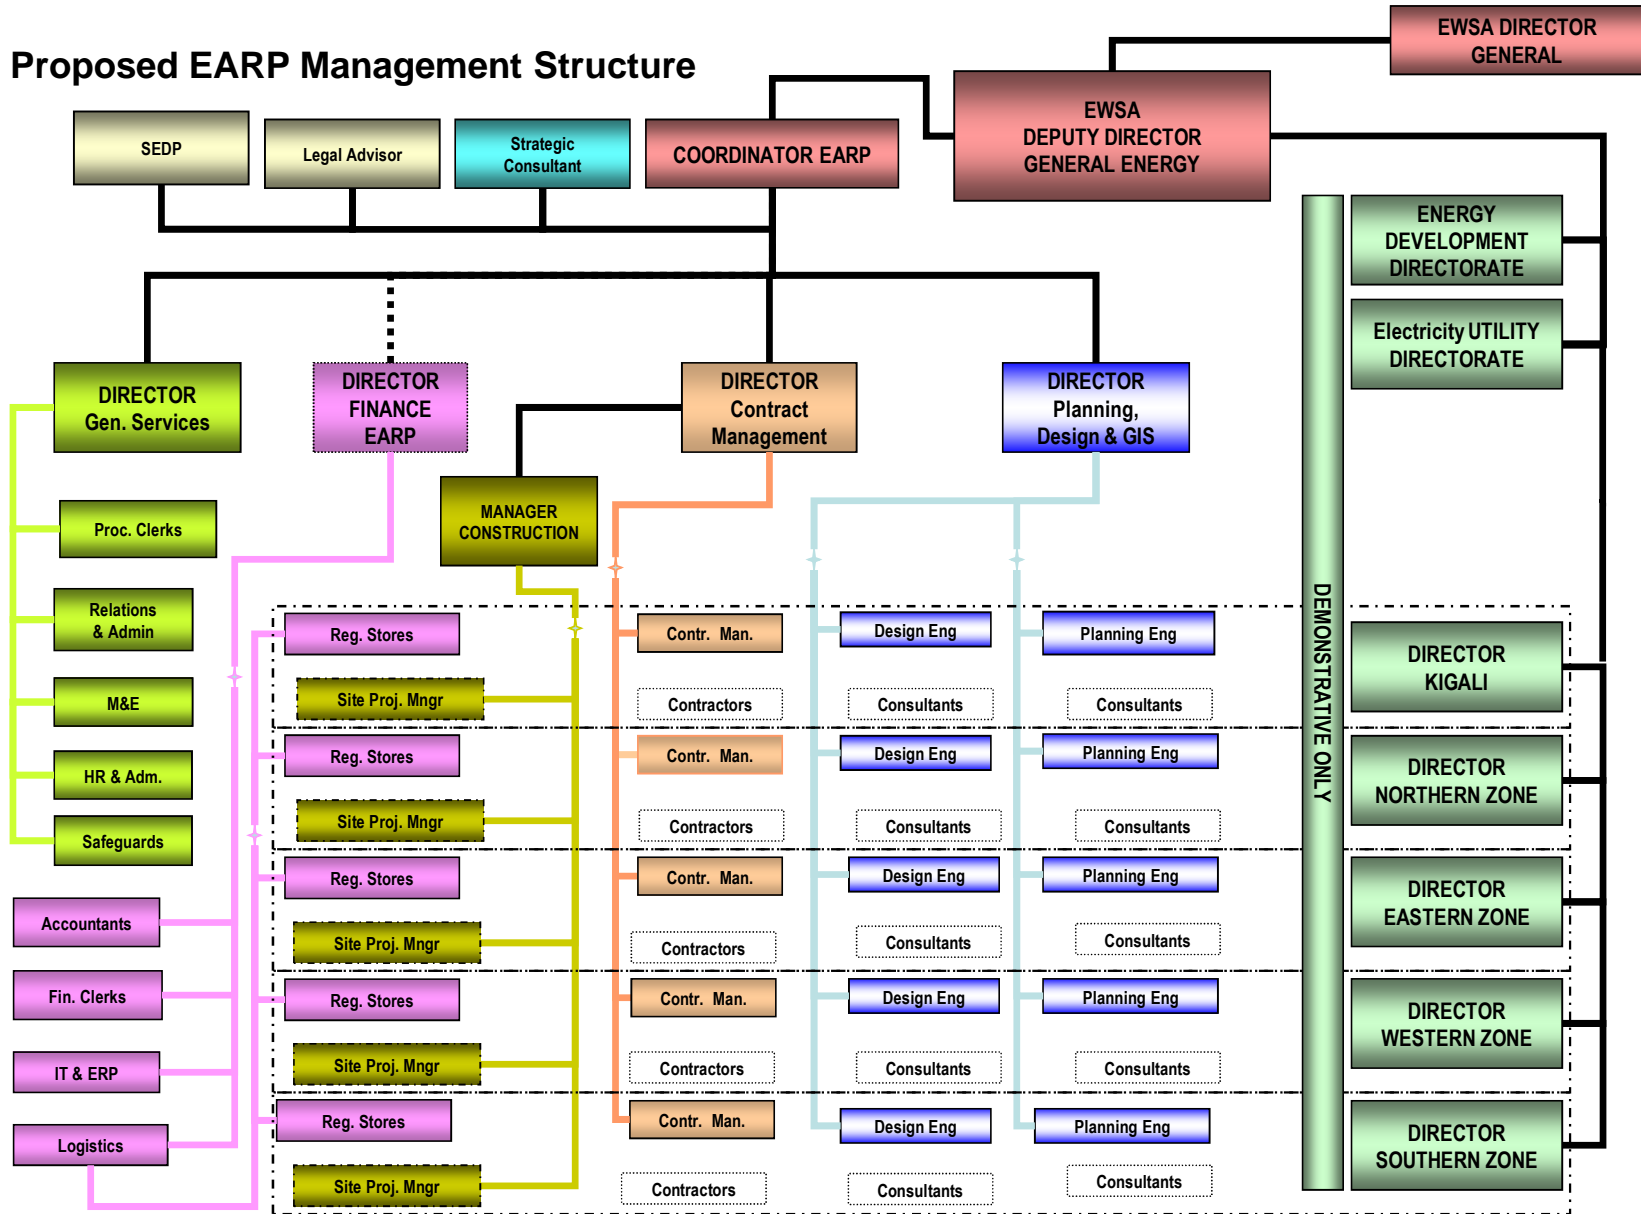 Proposed EARP Management Structure
EWSA DIRECTOR
GENERAL
EWSA
DEPUTY DIRECTOR
GENERAL ENERGY
SEDP
Legal Advisor
Strategic
Consultant
COORDINATOR EARP
ENERGY
DEVELOPMENT
DIRECTORATE
Electricity UTILITY
DIRECTORATE
DIRECTOR
Gen. Services
DIRECTOR
FINANCE
EARP
DIRECTOR
Contract
Management
DIRECTOR
Planning,
Design & GIS
MANAGER
CONSTRUCTION
Proc. Clerks
Relations
& Admin
M&E
HR & Adm.
Safeguards
Accountants
Fin. Clerks
IT & ERP
Logistics
DEMONSTRATIVE ONLY
Reg. Stores
Contr. Man.
Design Eng
Planning Eng
Site Proj. Mngr
Contractors
Consultants
Consultants
DIRECTOR
KIGALI
Reg. Stores
Contr. Man.
Design Eng
Planning Eng
Site Proj. Mngr
Contractors
Consultants
Consultants
DIRECTOR
NORTHERN ZONE
Reg. Stores
Contr. Man.
Design Eng
Planning Eng
Site Proj. Mngr
Contractors
Consultants
Consultants
DIRECTOR
EASTERN ZONE
Reg. Stores
Contr. Man.
Design Eng
Planning Eng
Site Proj. Mngr
Contractors
Consultants
Consultants
DIRECTOR
WESTERN ZONE
Reg. Stores
Contr. Man.
Design Eng
Planning Eng
Site Proj. Mngr
Contractors
Consultants
Consultants
DIRECTOR
SOUTHERN ZONE